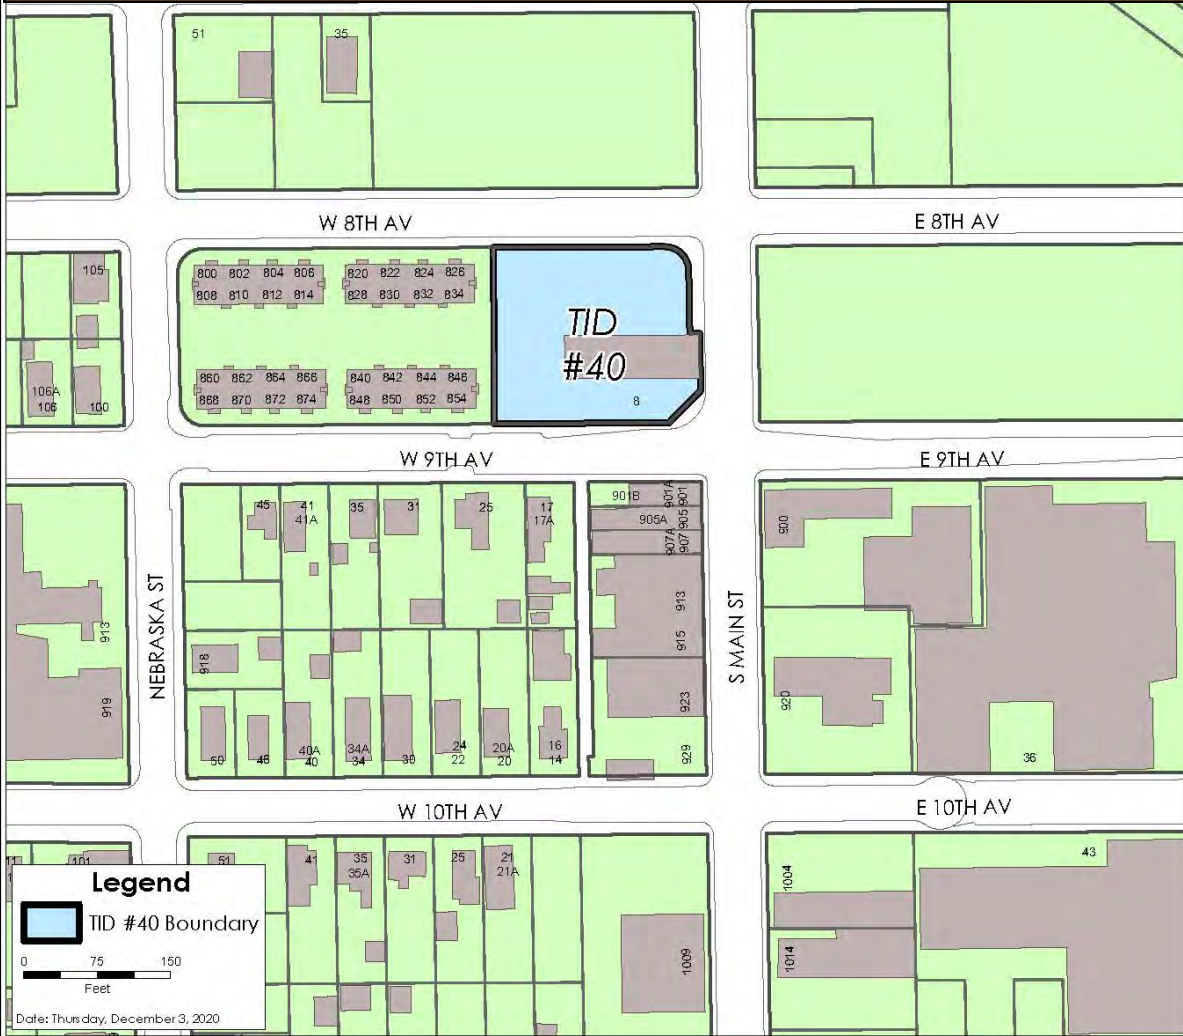 51
35
W 8TH AV
E 8TH AV
105
800 802 804 806
808 810 812 814
820 822 824 826
828 830 832 834
TID
#40
8
106A
106
100
860 862 864 866
868 870 872 874
840 842 844 846
848 850 852 854
W 9TH AV
E 9TH AV
45
41
41A
35
31
25
17
17A
901B
901A
901
905A
905
907A
907
913
915
923
929
900
920
36
NEBRASKA ST
S MAIN ST
913
919
918
50
46
40A
40
34A
34
30
24
22
20A
20
16
14
W 10TH AV
E 10TH AV
11
101
51
41
35
35A
31
25
21
21A
1009
1004
1014
43
Legend
TID #40 Boundary
0 75 150
Feet
Date: Thursday, December 3, 2020